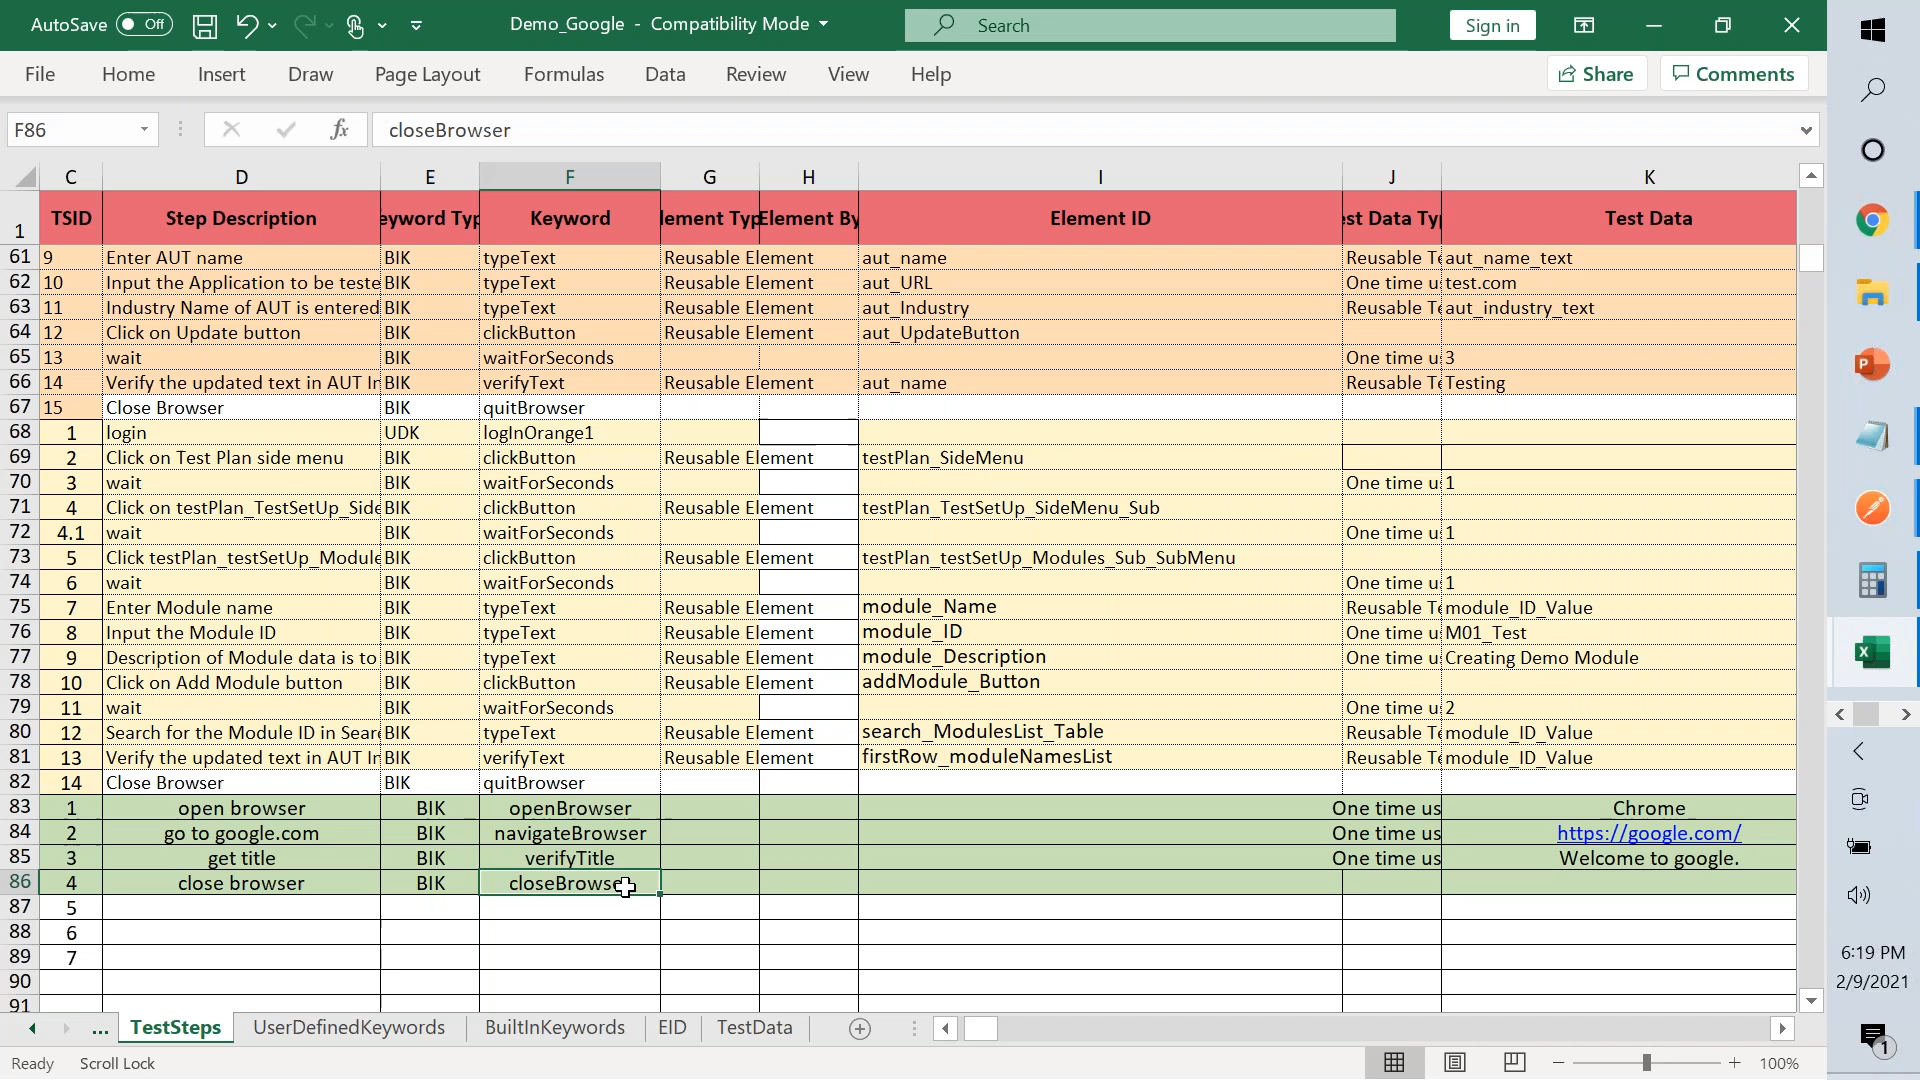 AutoSave Off Demo_Google - Compatibility Mode Search Sign in
File Home Insert Draw Page Layout Formulas Data Review View Help Share Comments
F86 fx closeBrowser
C D E F G H I J K
1 TSID Step Description eyword Typ Keyword lement Typ Element By Element ID est Data Ty Test Data
61 9 Enter AUT name BIK typeText Reusable Element aut_name Reusable Te aut_name_text
62 10 Input the Application to be teste BIK typeText Reusable Element aut_URL One time u test.com
63 11 Industry Name of AUT is entered BIK typeText Reusable Element aut_Industry Reusable Te aut_industry_text
64 12 Click on Update button BIK clickButton Reusable Element aut_UpdateButton
65 13 wait BIK waitForSeconds One time u 3
66 14 Verify the updated text in AUT In BIK verifyText Reusable Element aut_name Reusable Te Testing
67 15 Close Browser BIK quitBrowser
68 1 login UDK logInOrange1
69 2 Click on Test Plan side menu BIK clickButton Reusable Element testPlan_SideMenu
70 3 wait BIK waitForSeconds One time u 1
71 4 Click on testPlan_TestSetUp_Side BIK clickButton Reusable Element testPlan_TestSetUp_SideMenu_Sub
72 4.1 wait BIK waitForSeconds One time u 1
73 5 Click testPlan_testSetUp_Module BIK clickButton Reusable Element testPlan_testSetUp_Modules_Sub_SubMenu
74 6 wait BIK waitForSeconds One time u 1
75 7 Enter Module name BIK typeText Reusable Element module_Name Reusable Te module_ID_Value
76 8 Input the Module ID BIK typeText Reusable Element module_ID One time u M01_Test
77 9 Description of Module data is to BIK typeText Reusable Element module_Description One time u Creating Demo Module
78 10 Click on Add Module button BIK clickButton Reusable Element addModule_Button
79 11 wait BIK waitForSeconds One time u 2
80 12 Search for the Module ID in Sear BIK typeText Reusable Element search_ModulesList_Table Reusable Te module_ID_Value
81 13 Verify the updated text in AUT In BIK verifyText Reusable Element firstRow_moduleNamesList Reusable Te module_ID_Value
82 14 Close Browser BIK quitBrowser
83 1 open browser BIK openBrowser One time us Chrome
84 2 go to google.com BIK navigateBrowser One time us https://google.com/
85 3 get title BIK verifyTitle One time us Welcome to google.
86 4 close browser BIK closeBrowser
87 5
88 6
89 7
90
91
... TestSteps UserDefinedKeywords BuiltInKeywords EID TestData
Ready Scroll Lock 100%
6:19 PM
2/9/2021
1